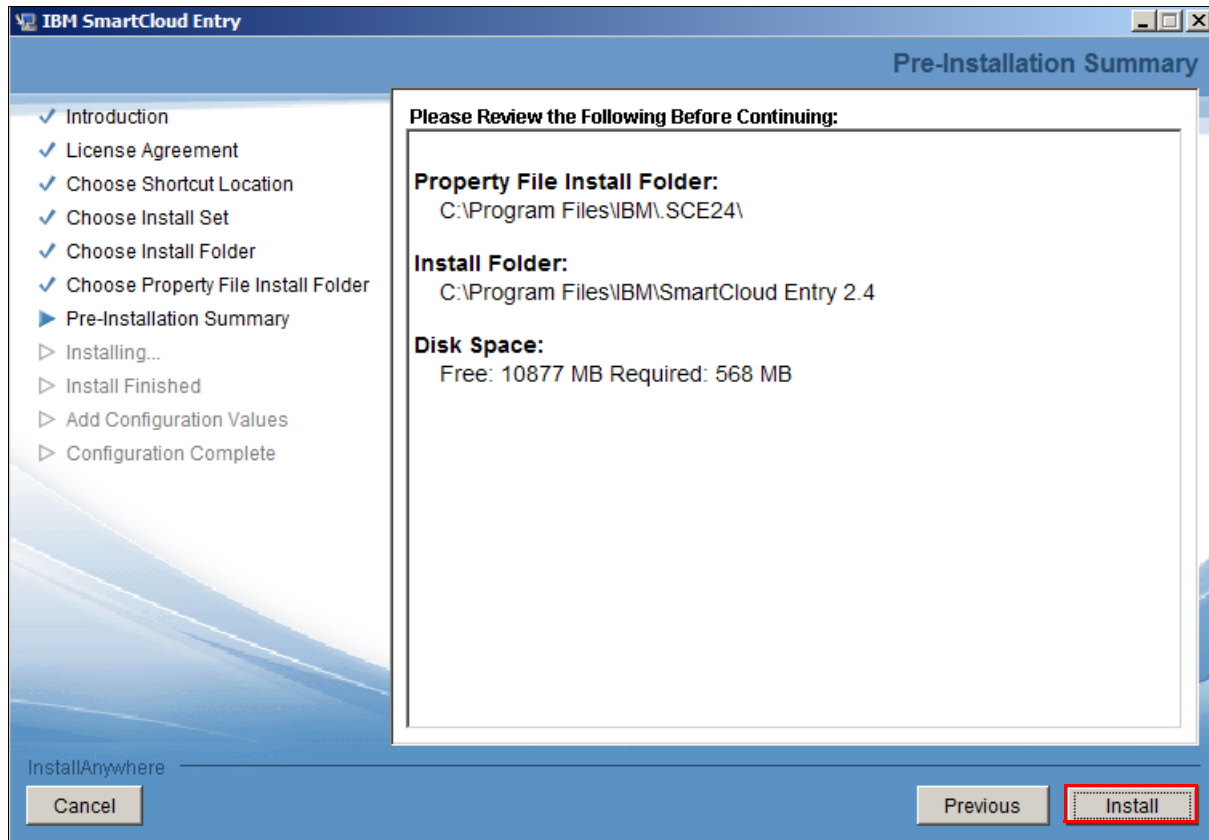 IBM SmartCloud Entry
Pre-Installation Summary
Introduction
License Agreement
Choose Shortcut Location
Choose Install Set
Choose Install Folder
Choose Property File Install Folder
Pre-Installation Summary
Installing...
Install Finished
Add Configuration Values
Configuration Complete
Please Review the Following Before Continuing:
Property File Install Folder:
C:\Program Files\IBM\.SCE24\
Install Folder:
C:\Program Files\IBM\SmartCloud Entry 2.4
Disk Space:
Free: 10877 MB Required: 568 MB
InstallAnywhere
Cancel
Previous
Install